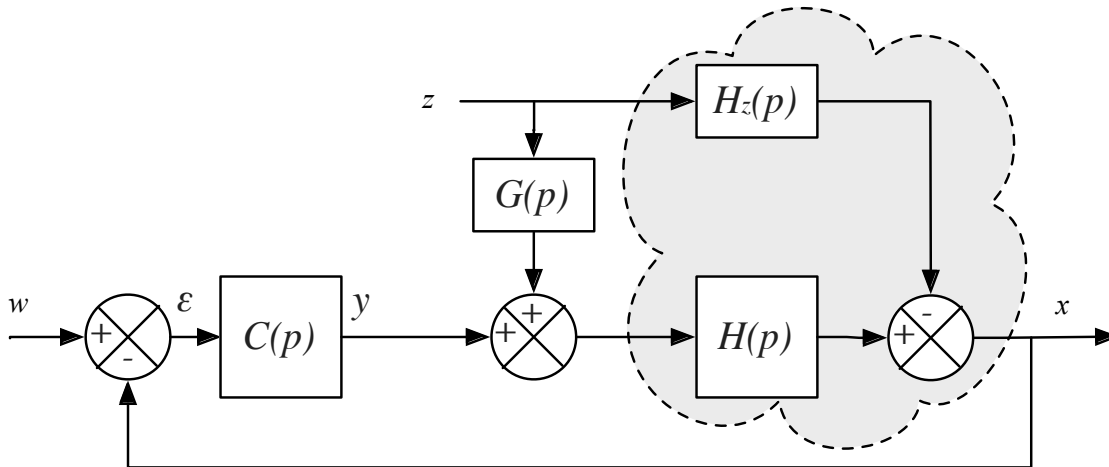 z
Hz(p)
G(p)
w
+
-
ε
C(p)
y
+
+
H(p)
+
-
x